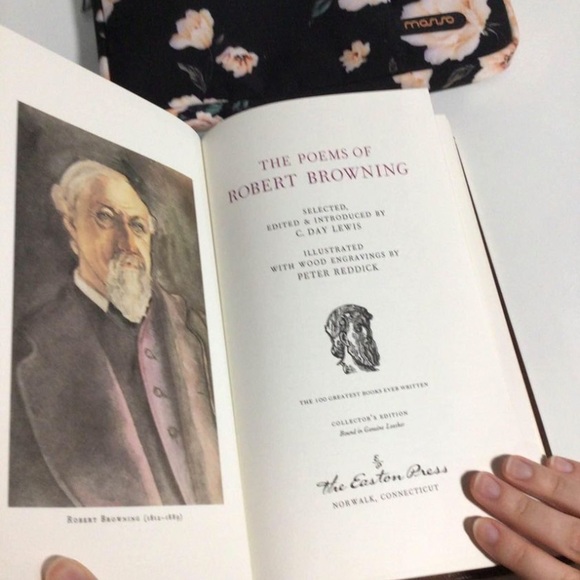 mosiso
THE POEMS OF
ROBERT BROWNING
SELECTED,
EDITED & INTRODUCED BY
C. DAY LEWIS
ILLUSTRATED
WITH WOOD ENGRAVINGS BY
PETER REDDICK
THE 100 GREATEST BOOKS EVER WRITTEN
COLLECTOR'S EDITION
Bound in Genuine Leather
The Easton Press
NORWALK, CONNECTICUT
ROBERT BROWNING (1812-1889)